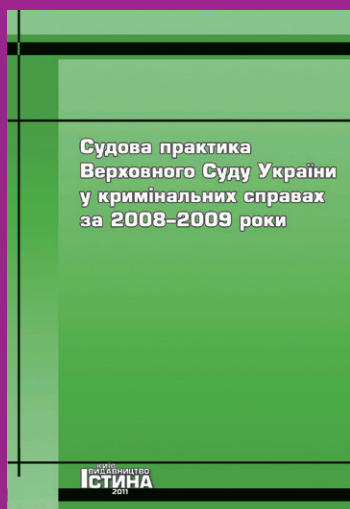 Судова практика
Верховного Суду України
у кримінальних справах
за 2008–2009 роки
КИЇВ
ВИДАВНИЦТВО
ІСТИНА
2011